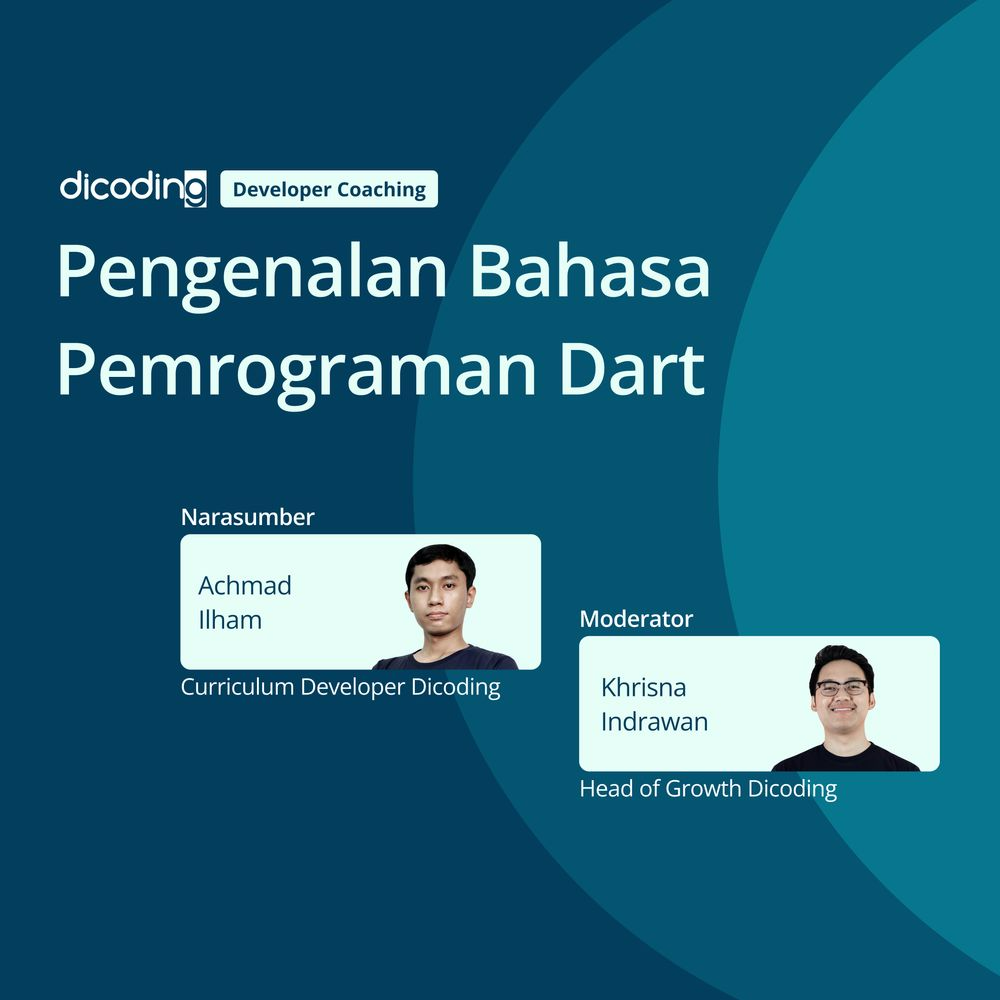 dicoding Developer Coaching
Pengenalan Bahasa
Pemrograman Dart
Narasumber
Achmad
Ilham
Curriculum Developer Dicoding
Moderator
Khrisna
Indrawan
Head of Growth Dicoding